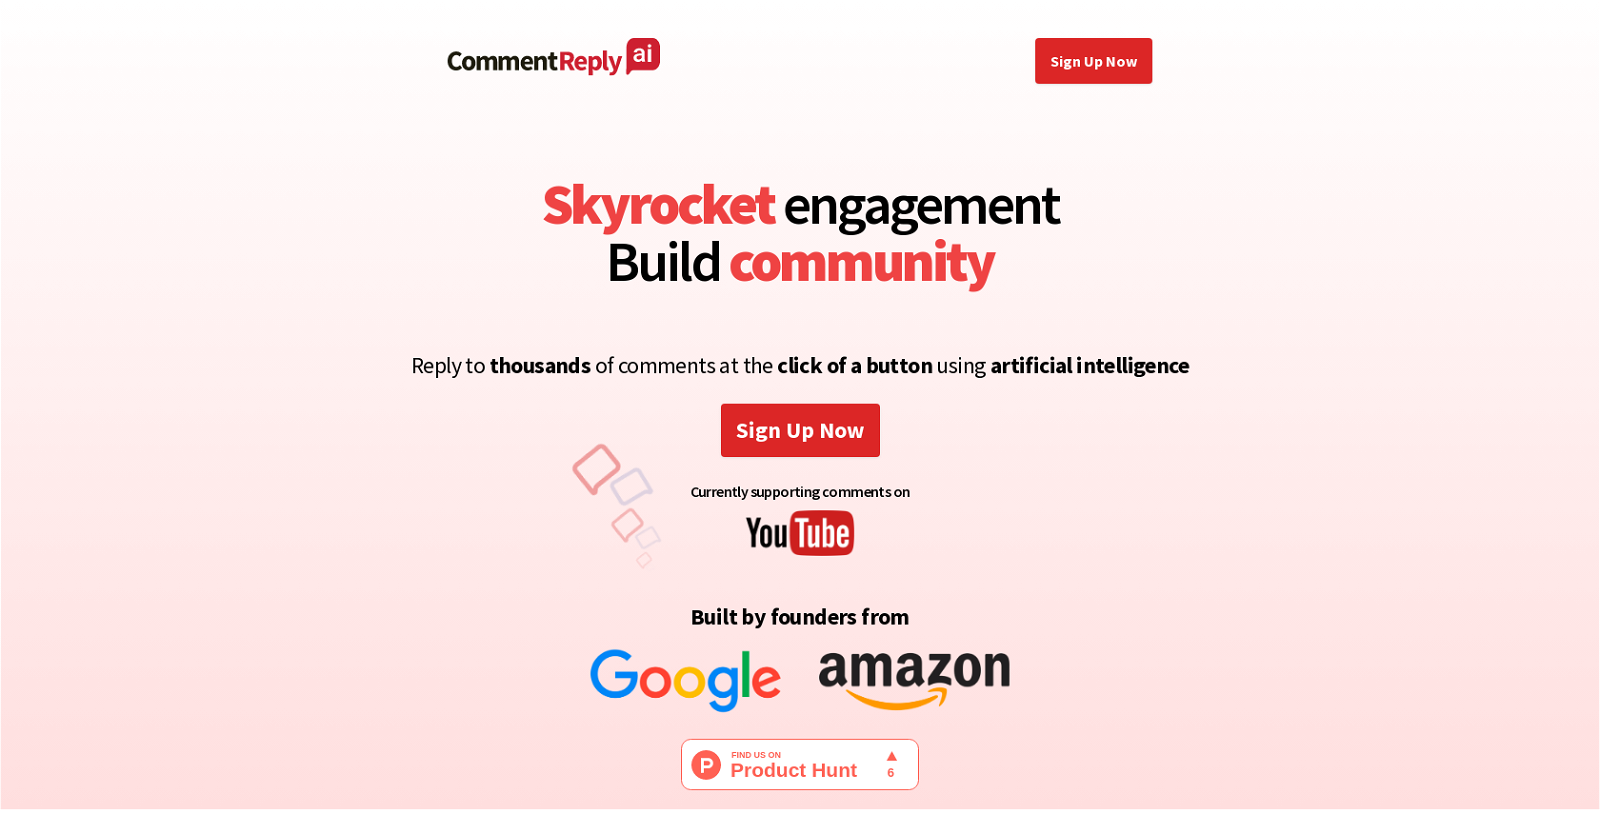 CommentReply ai
Sign Up Now
Skyrocket engagement
Build community
Reply to thousands of comments at the click of a button using artificial intelligence
Sign Up Now
Currently supporting comments on
YouTube
Built by founders from
Google amazon
FIND US ON
Product Hunt
6